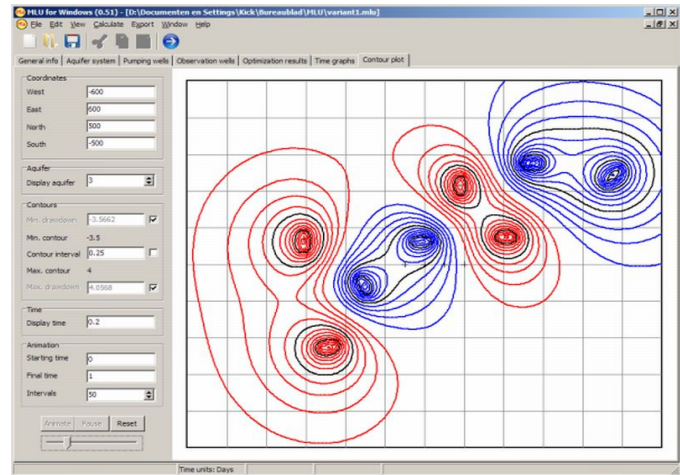 MLU for Windows (0.51) - [D:\Documenten en Settings\Kick\Bureaublad\MLU\variant1.mlu]
File Edit View Calculate Export Window Help
General info Aquifer system Pumping wells Observation wells Optimization results Time graphs Contour plot
Coordinates
West -600
East 600
North 500
South -500
Aquifer
Display aquifer 3
Contours
Min. drawdown -3.5662
Min. contour -3.5
Contour interval 0.25
Max. contour 4
Max. drawdown 4.0568
Time
Display time 0.2
Animation
Starting time 0
Final time 1
Intervals 50
Animate Pause Reset
Time units: Days